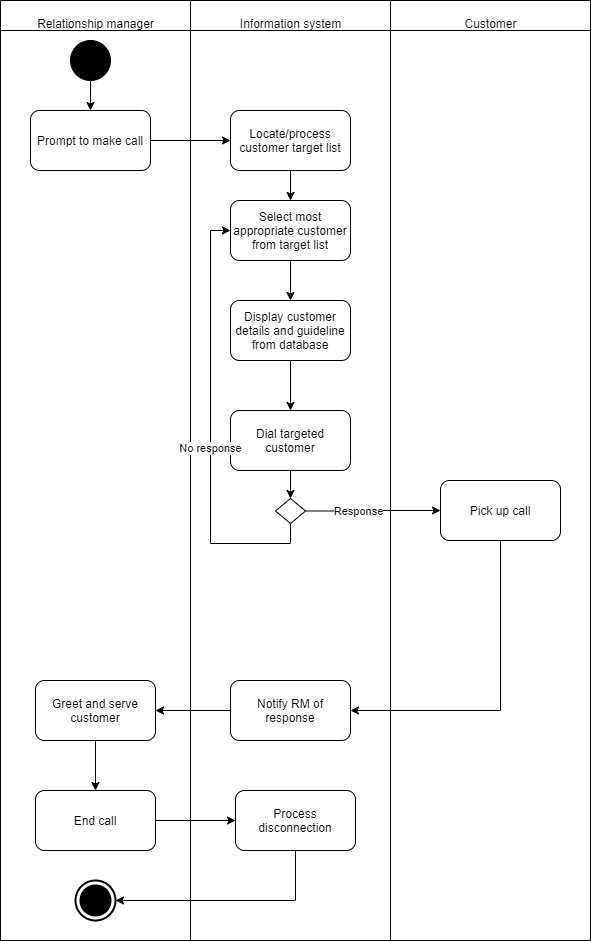 Relationship manager
Information system
Customer
Prompt to make call
Locate/process
customer target list
Select most
appropriate customer
from target list
Display customer
details and guideline
from database
Dial targeted
customer
No response
Response
Pick up call
Greet and serve
customer
Notify RM of
response
End call
Process
disconnection